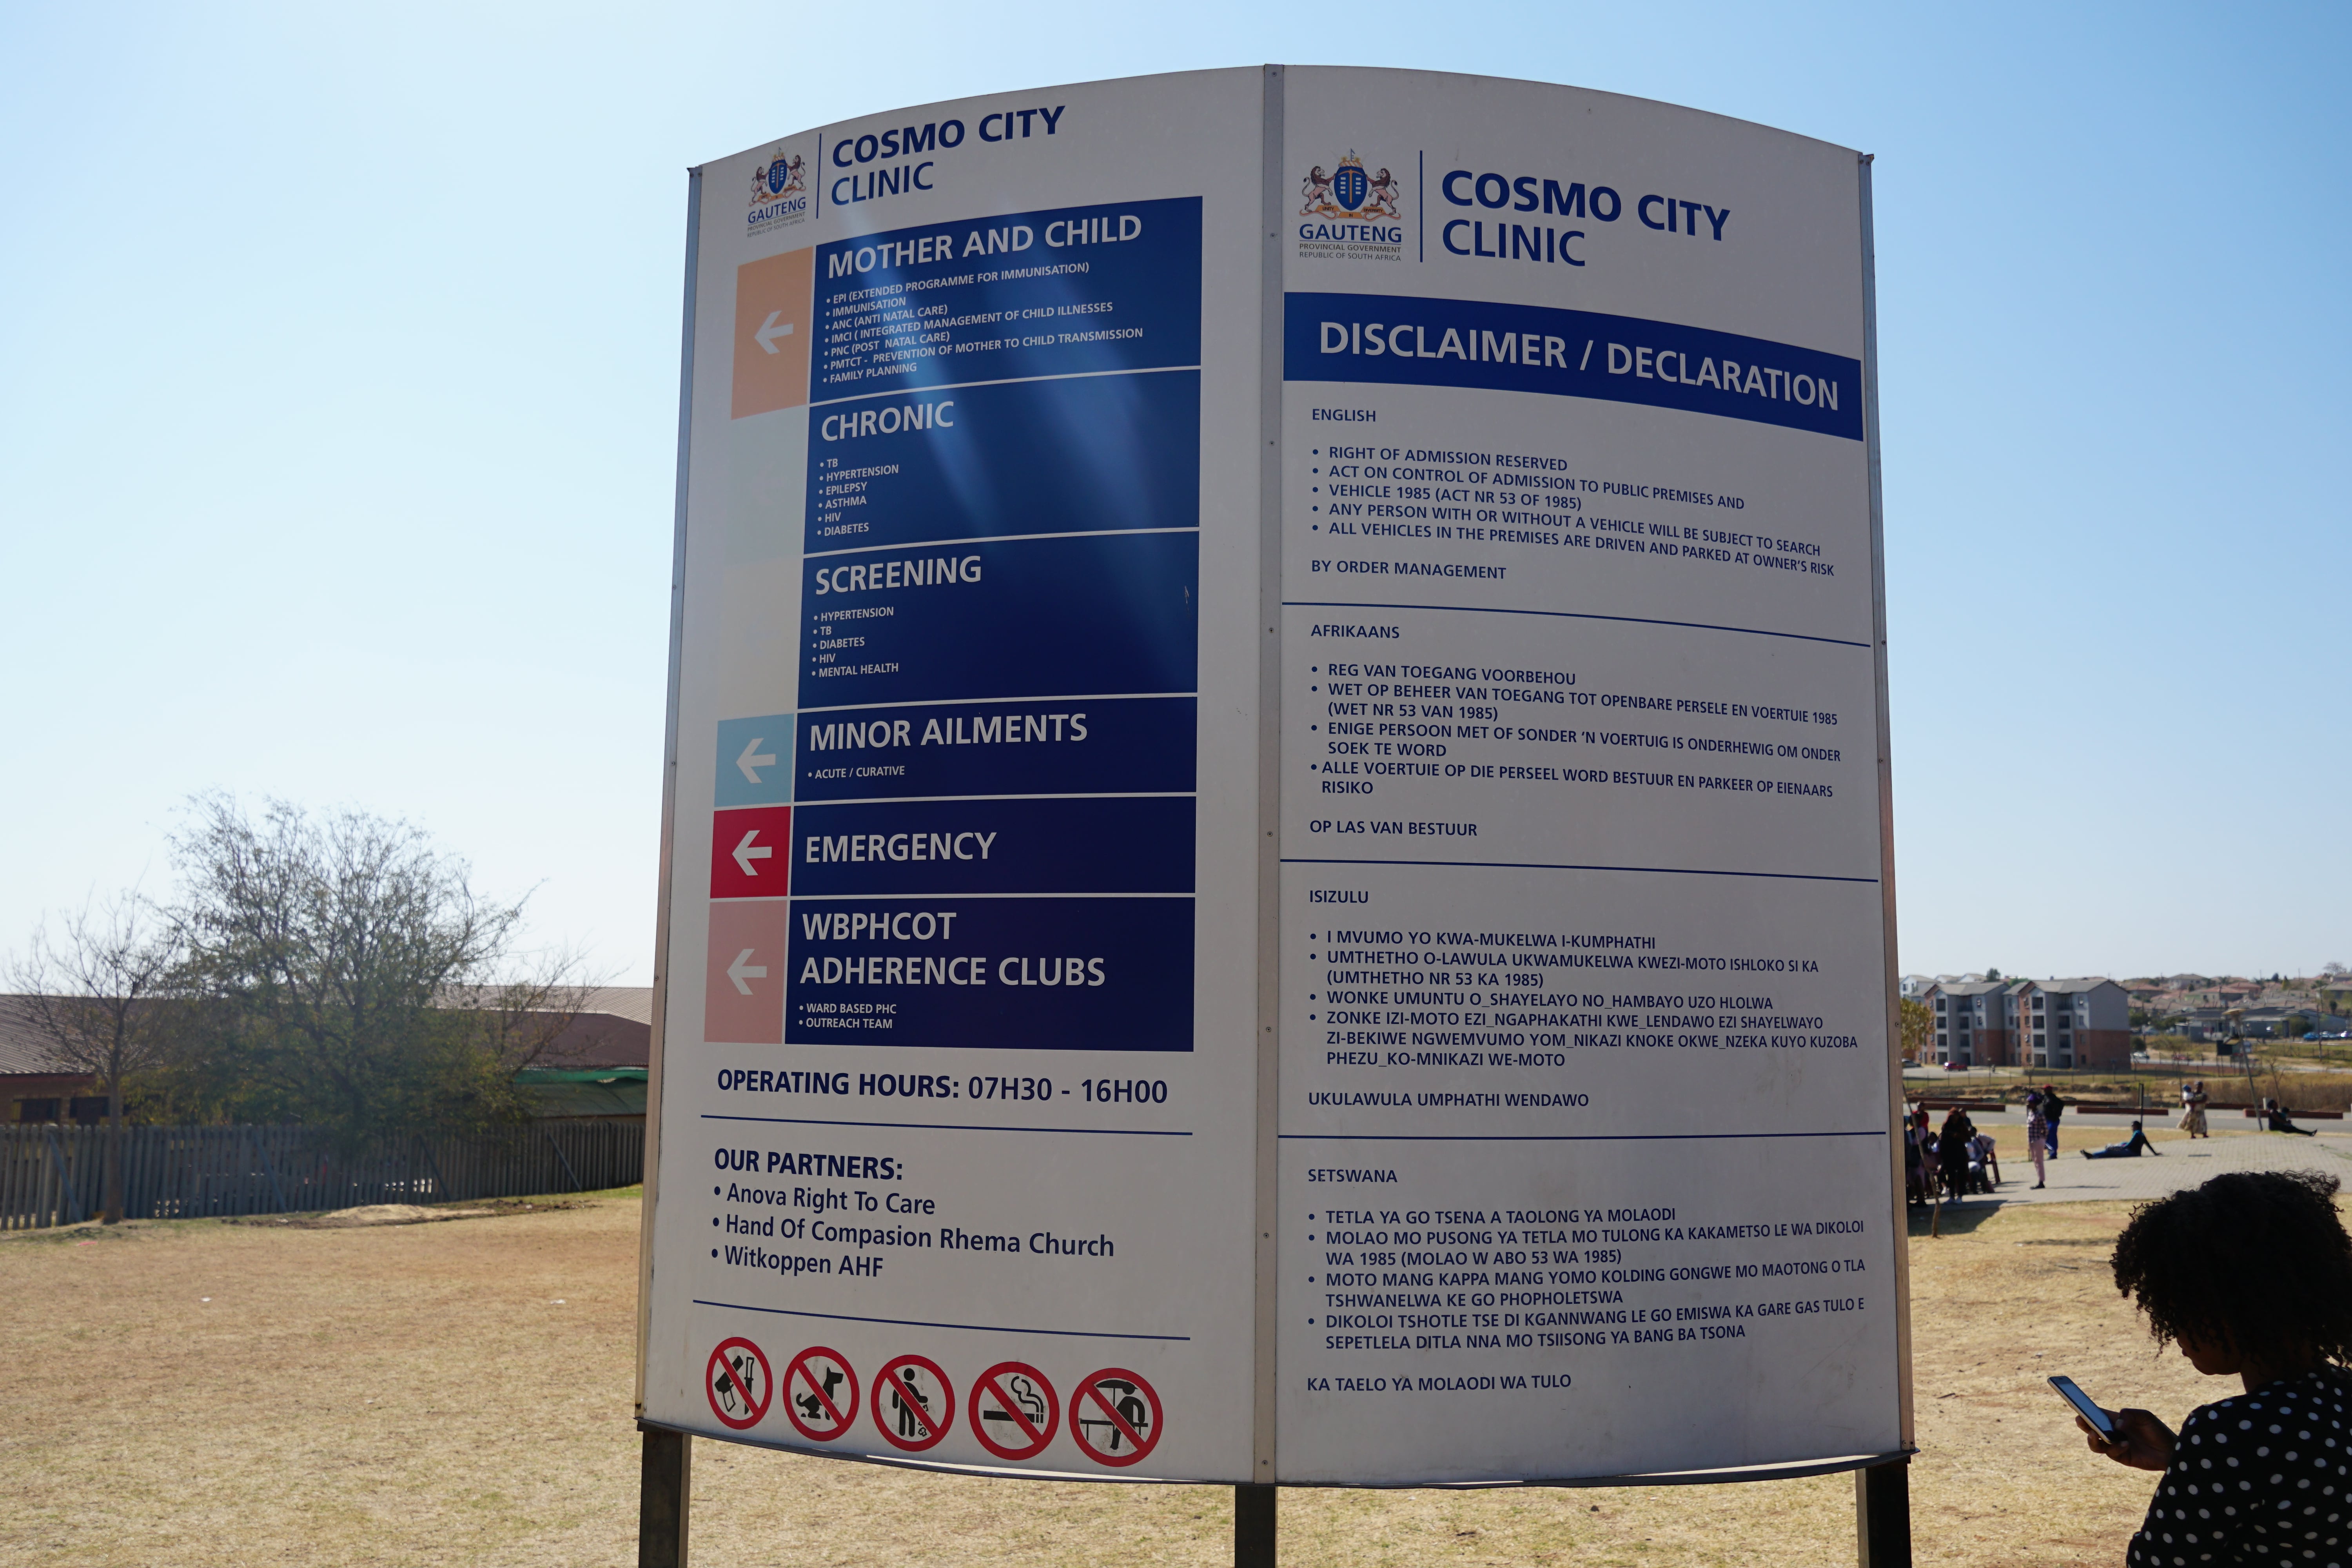 GAUTENG
PROVINCIAL GOVERNMENT
REPUBLIC OF SOUTH AFRICA
COSMO CITY
CLINIC
MOTHER AND CHILD
• EPI (EXTENDED PROGRAMME FOR IMMUNISATION)
• IMMUNISATION
• ANC (ANTI NATAL CARE)
• IMCI ( INTEGRATED MANAGEMENT OF CHILD ILLNESSES
• PNC (POST NATAL CARE)
• PMTCT - PREVENTION OF MOTHER TO CHILD TRANSMISSION
• FAMILY PLANNING
CHRONIC
• TB
• HYPERTENSION
• EPILEPSY
• ASTHMA
• HIV
• DIABETES
SCREENING
• HYPERTENSION
• TB
• DIABETES
• HIV
• MENTAL HEALTH
MINOR AILMENTS
• ACUTE / CURATIVE
EMERGENCY
WBPHCOT
ADHERENCE CLUBS
• WARD BASED PHC
• OUTREACH TEAM
OPERATING HOURS: 07H30 - 16H00
OUR PARTNERS:
• Anova Right To Care
• Hand Of Compasion Rhema Church
• Witkoppen AHF
GAUTENG
PROVINCIAL GOVERNMENT
REPUBLIC OF SOUTH AFRICA
COSMO CITY
CLINIC
DISCLAIMER / DECLARATION
ENGLISH
• RIGHT OF ADMISSION RESERVED
• ACT ON CONTROL OF ADMISSION TO PUBLIC PREMISES AND
• VEHICLE 1985 (ACT NR 53 OF 1985)
• ANY PERSON WITH OR WITHOUT A VEHICLE WILL BE SUBJECT TO SEARCH
• ALL VEHICLES IN THE PREMISES ARE DRIVEN AND PARKED AT OWNER'S RISK
BY ORDER MANAGEMENT
AFRIKAANS
• REG VAN TOEGANG VOORBEHOU
• WET OP BEHEER VAN TOEGANG TOT OPENBARE PERSELE EN VOERTUIE 1985
(WET NR 53 VAN 1985)
• ENIGE PERSOON MET OF SONDER 'N VOERTUIG IS ONDERHEWIG OM ONDER
SOEK TE WORD
• ALLE VOERTUIE OP DIE PERSEEL WORD BESTUUR EN PARKEER OP EIENAARS
RISIKO
OP LAS VAN BESTUUR
ISIZULU
• I MVUMO YO KWA-MUKELWA I-KUMPHATHI
• UMTHETHO O-LAWULA UKWAMUKELWA KWEZI-MOTO ISHLOKO SI KA
(UMTHETHO NR 53 KA 1985)
• WONKE UMUNTU O_SHAYELAYO NO_HAMBAYO UZO HLOLWA
• ZONKE IZI-MOTO EZI_NGAPHAKATHI KWE_LENDAWO EZI SHAYELWAYO
ZI-BEKIWE NGWEMVUMO YOM_NIKAZI KNOKE OKWE_NZEKA KUYO KUZOBA
PHEZU_KO-MNIKAZI WE-MOTO
UKULAWULA UMPHATHI WENDAWO
SETSWANA
• TETLA YA GO TSENA A TAOLONG YA MOLAODI
• MOLAO MO PUSONG YA TETLA MO TULONG KA KAKAMETSO LE WA DIKOLOI
WA 1985 (MOLAO W ABO 53 WA 1985)
• MOTO MANG KAPPA MANG YOMO KOLDING GONGWE MO MAOTONG O TLA
TSHWANELWA KE GO PHOPHOLETSWA
• DIKOLOI TSHOTLE TSE DI KGANNWANG LE GO EMISWA KA GARE GAS TULO E
SEPETLELA DITLA NNA MO TSIISONG YA BANG BA TSONA
KA TAELO YA MOLAODI WA TULO